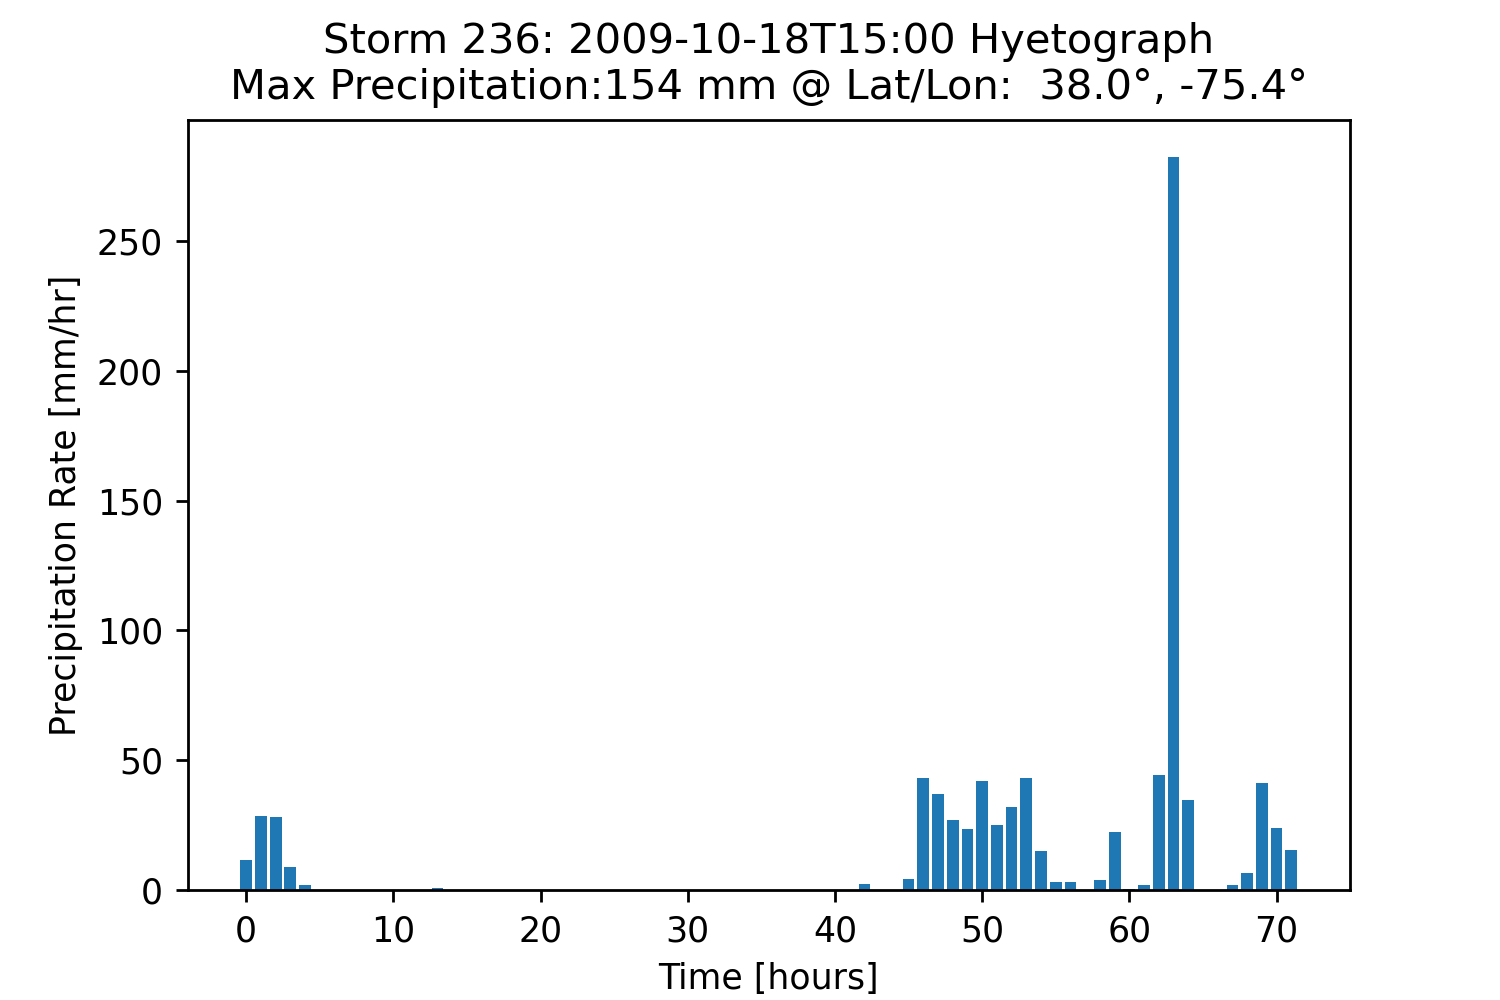 Storm 236: 2009-10-18T15:00 Hyetograph
Max Precipitation:154 mm @ Lat/Lon:  38.0°, -75.4°
Precipitation Rate [mm/hr]
250
200
150
100
50
0
0 10 20 30 40 50 60 70
Time [hours]